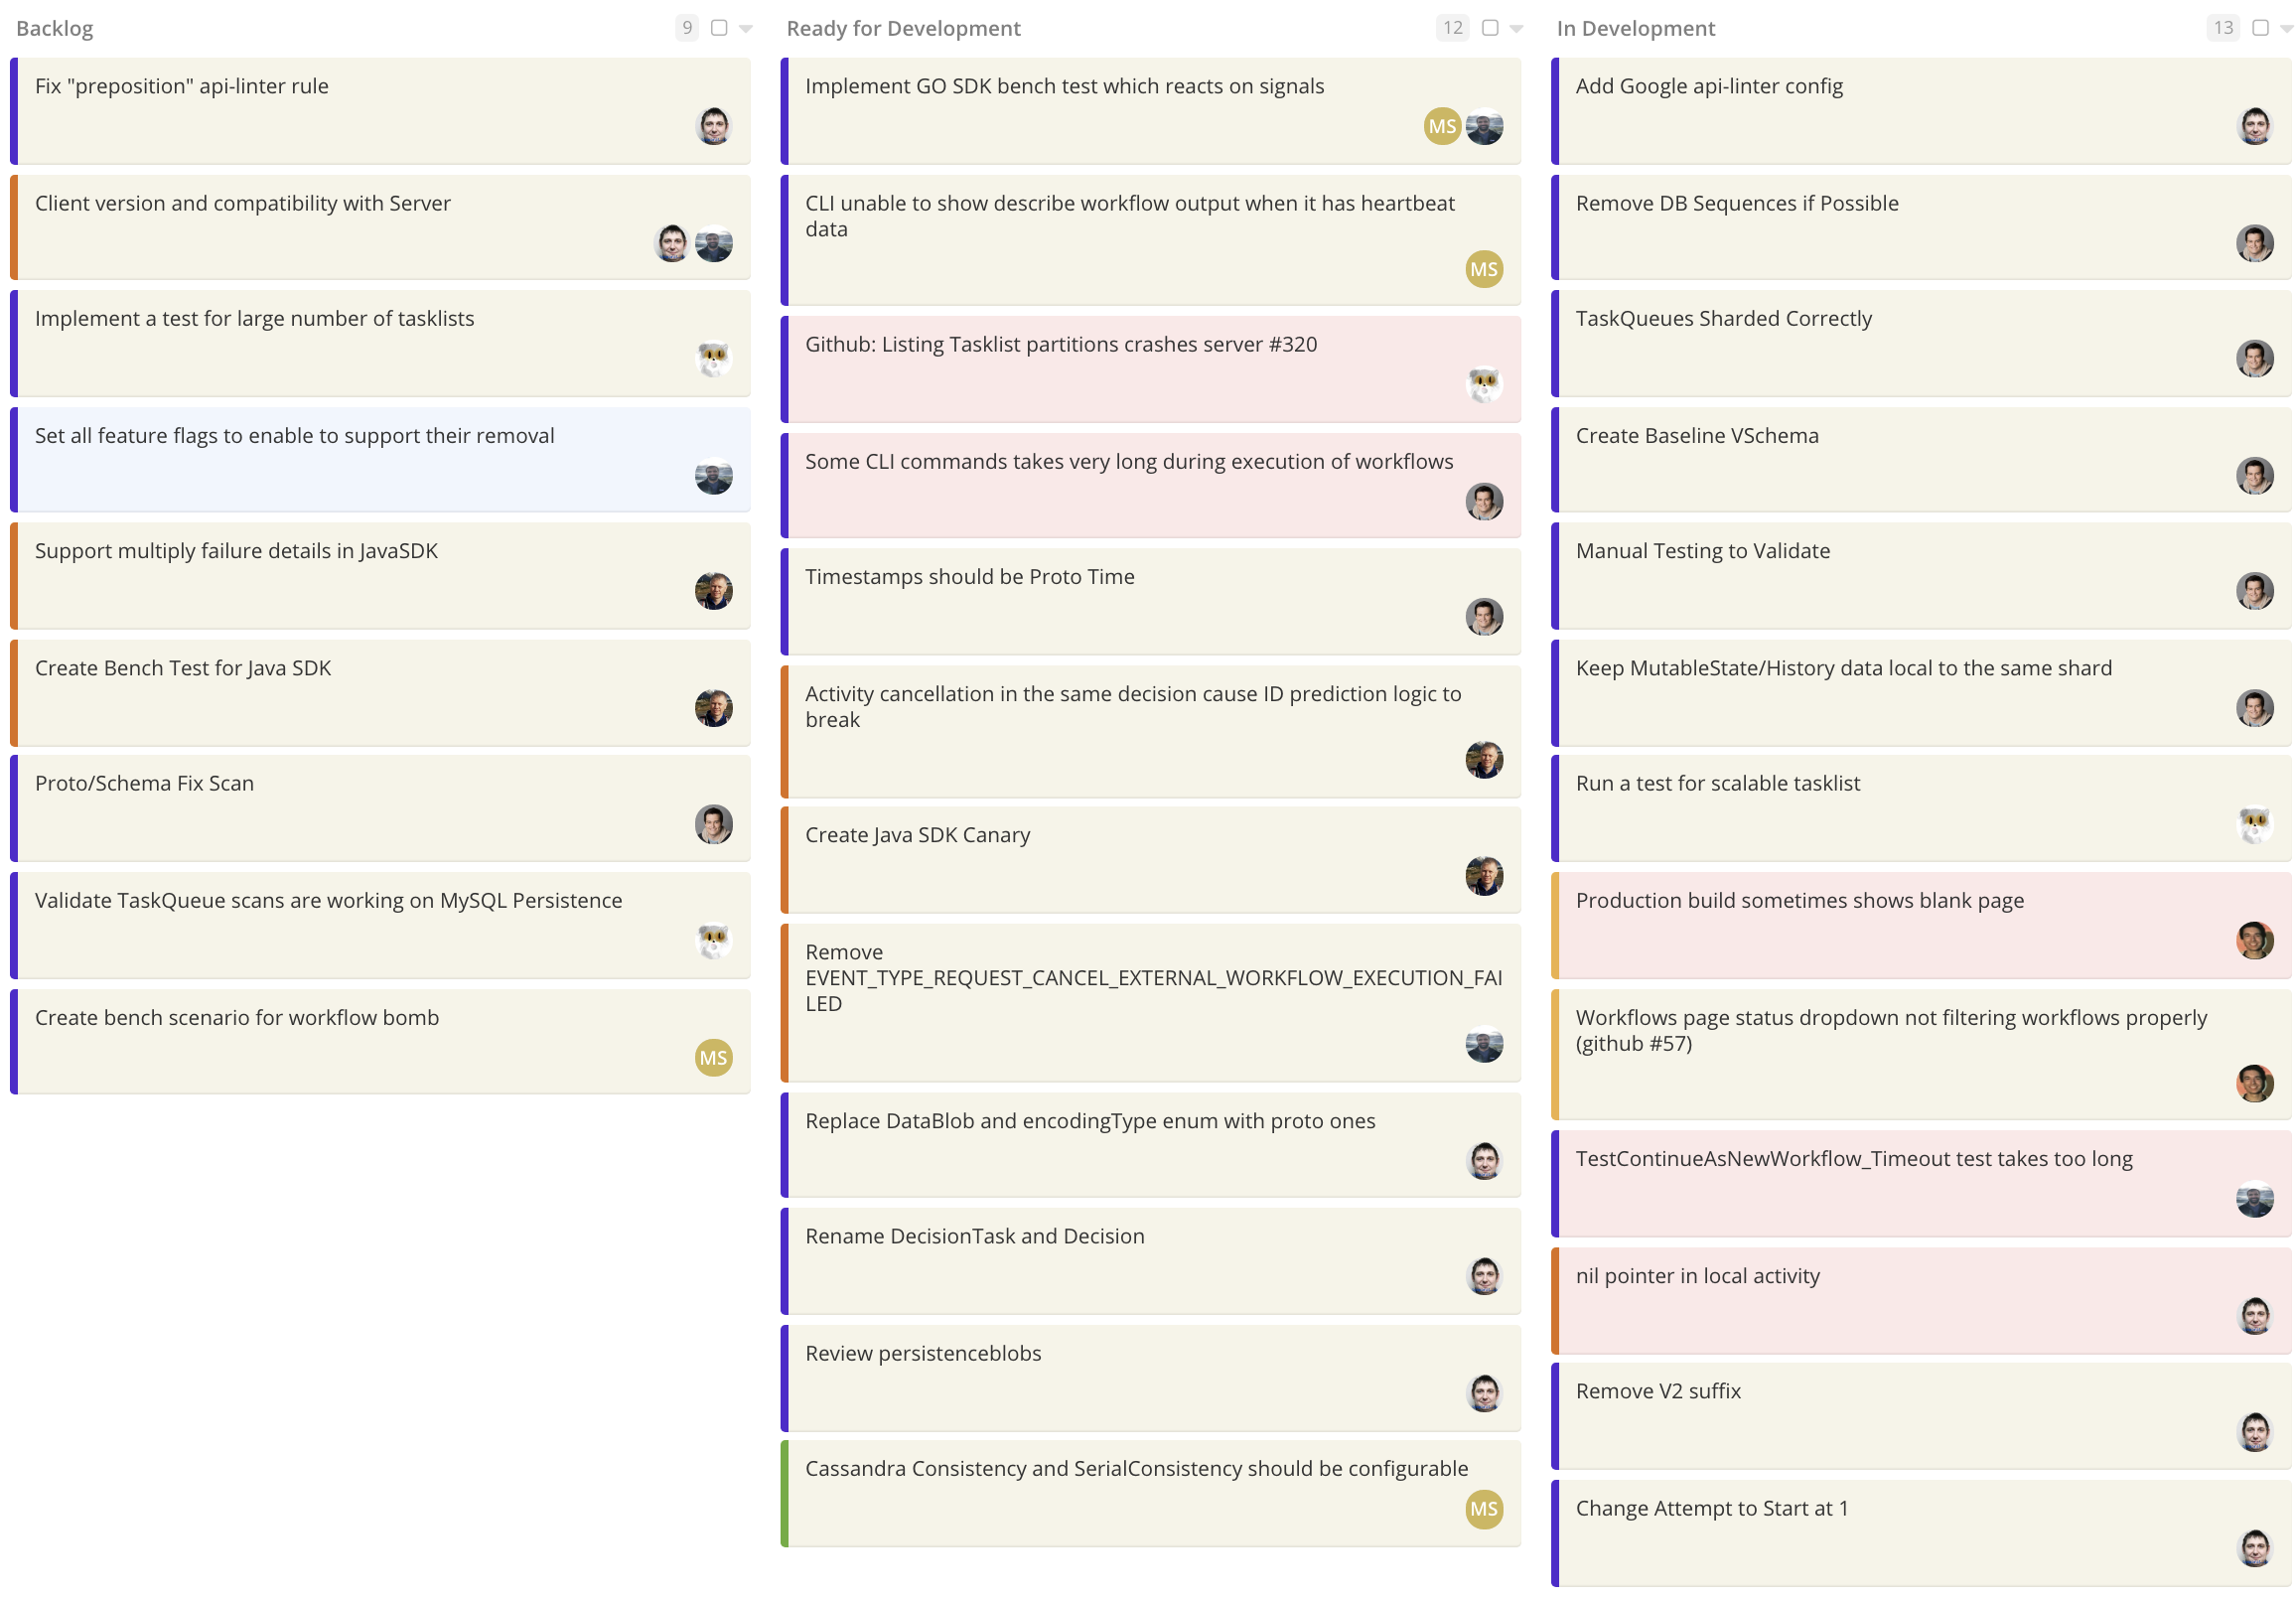 Backlog
9
Fix "preposition" api-linter rule
Client version and compatibility with Server
Implement a test for large number of tasklists
Set all feature flags to enable to support their removal
Support multiply failure details in JavaSDK
Create Bench Test for Java SDK
Proto/Schema Fix Scan
Validate TaskQueue scans are working on MySQL Persistence
Create bench scenario for workflow bomb
MS
Ready for Development
12
Implement GO SDK bench test which reacts on signals
MS
CLI unable to show describe workflow output when it has heartbeat
data
MS
Github: Listing Tasklist partitions crashes server #320
Some CLI commands takes very long during execution of workflows
Timestamps should be Proto Time
Activity cancellation in the same decision cause ID prediction logic to
break
Create Java SDK Canary
Remove
EVENT_TYPE_REQUEST_CANCEL_EXTERNAL_WORKFLOW_EXECUTION_FAI
LED
Replace DataBlob and encodingType enum with proto ones
Rename DecisionTask and Decision
Review persistenceblobs
Cassandra Consistency and SerialConsistency should be configurable
MS
In Development
13
Add Google api-linter config
Remove DB Sequences if Possible
TaskQueues Sharded Correctly
Create Baseline VSchema
Manual Testing to Validate
Keep MutableState/History data local to the same shard
Run a test for scalable tasklist
Production build sometimes shows blank page
Workflows page status dropdown not filtering workflows properly
(github #57)
TestContinueAsNewWorkflow_Timeout test takes too long
nil pointer in local activity
Remove V2 suffix
Change Attempt to Start at 1